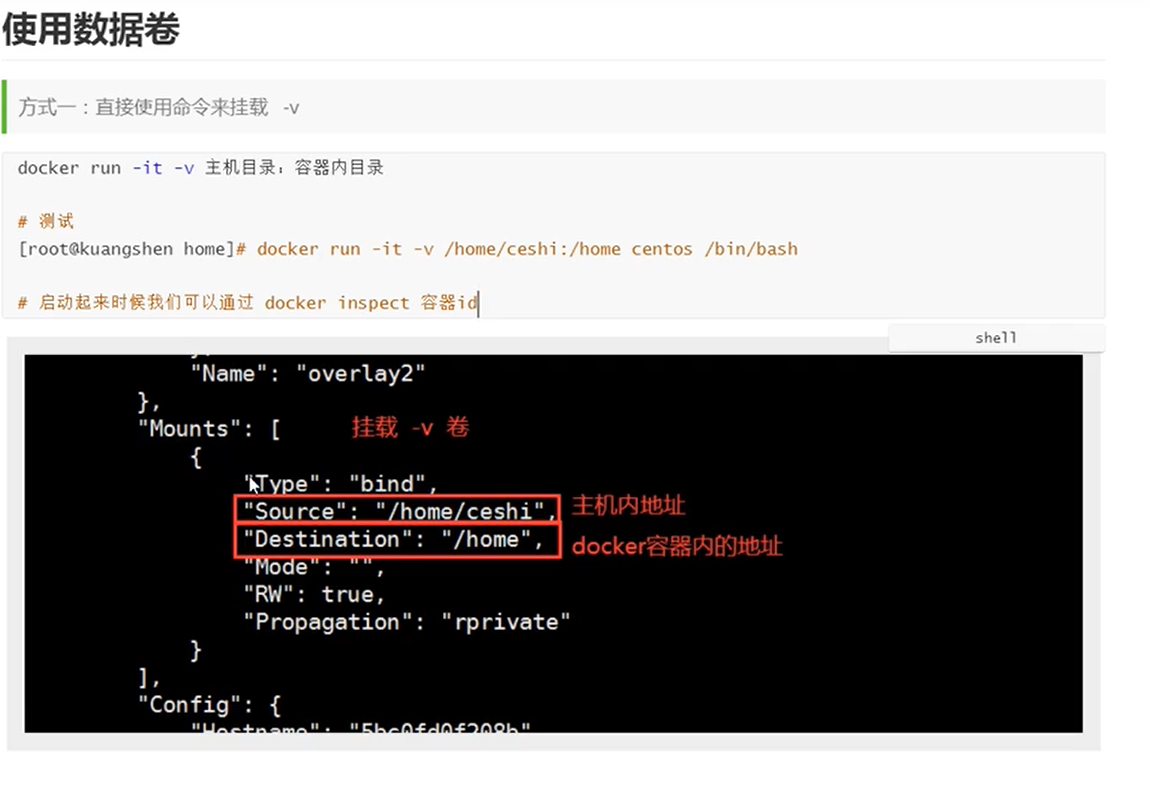 使用数据卷
方式一：直接使用命令来挂载 -v
docker run -it -v 主机目录：容器内目录
# 测试
[root@kuangshen home]# docker run -it -v /home/ceshi:/home centos /bin/bash
# 启动起来时候我们可以通过 docker inspect 容器id
shell
"Name": "overlay2"
},
"Mounts": [ 挂载 -v 卷
{
"Type": "bind",
"Source": "/home/ceshi", 主机内地址
"Destination": "/home", docker容器内的地址
"Mode": "",
"RW": true,
"Propagation": "rprivate"
}
],
"Config": {
"Hostname": "5bc0fd0f208b"